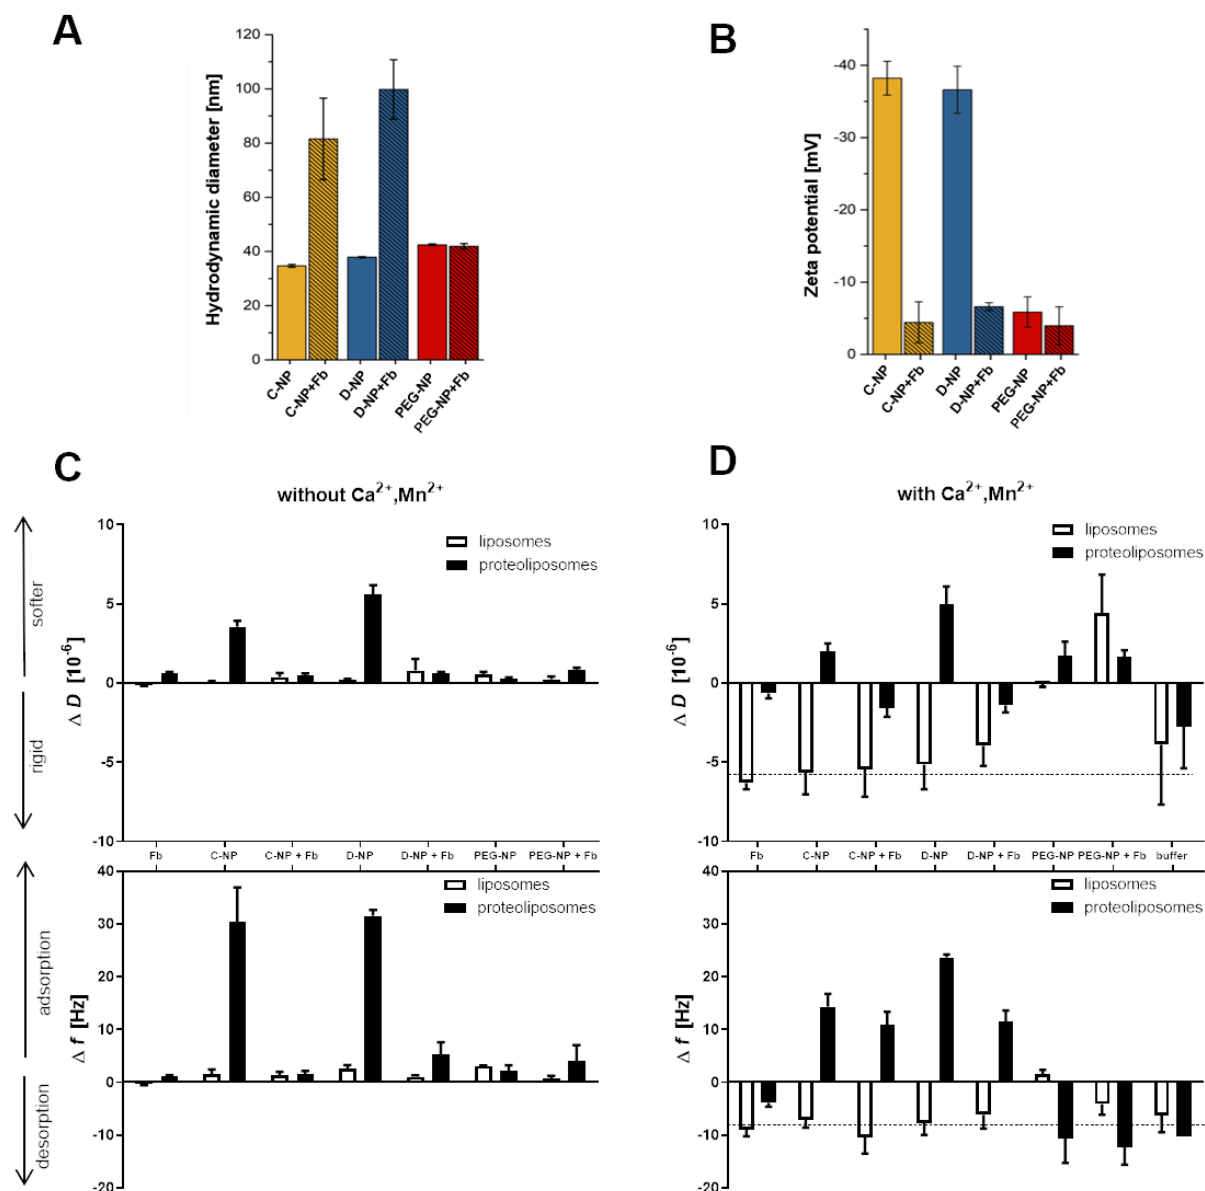 A
Hydrodynamic diameter [nm]
120
100
80
60
40
20
0
C-NP
C-NP+Fb
D-NP
D-NP+Fb
PEG-NP
PEG-NP+Fb
B
Zeta potential [mV]
-40
-30
-20
-10
0
C-NP
C-NP+Fb
D-NP
D-NP+Fb
PEG-NP
PEG-NP+Fb
C
without Ca²⁺,Mn²⁺
softer
rigid
Δ D [10⁻⁶]
10
5
0
-5
-10
liposomes
proteoliposomes
Fb C-NP C-NP + Fb D-NP D-NP + Fb PEG-NP PEG-NP + Fb
adsorption
desorption
Δ f [Hz]
40
30
20
10
0
-10
-20
liposomes
proteoliposomes
D
with Ca²⁺,Mn²⁺
Δ D [10⁻⁶]
10
5
0
-5
-10
liposomes
proteoliposomes
Fb C-NP C-NP + Fb D-NP D-NP + Fb PEG-NP PEG-NP + Fb buffer
Δ f [Hz]
40
30
20
10
0
-10
-20
liposomes
proteoliposomes